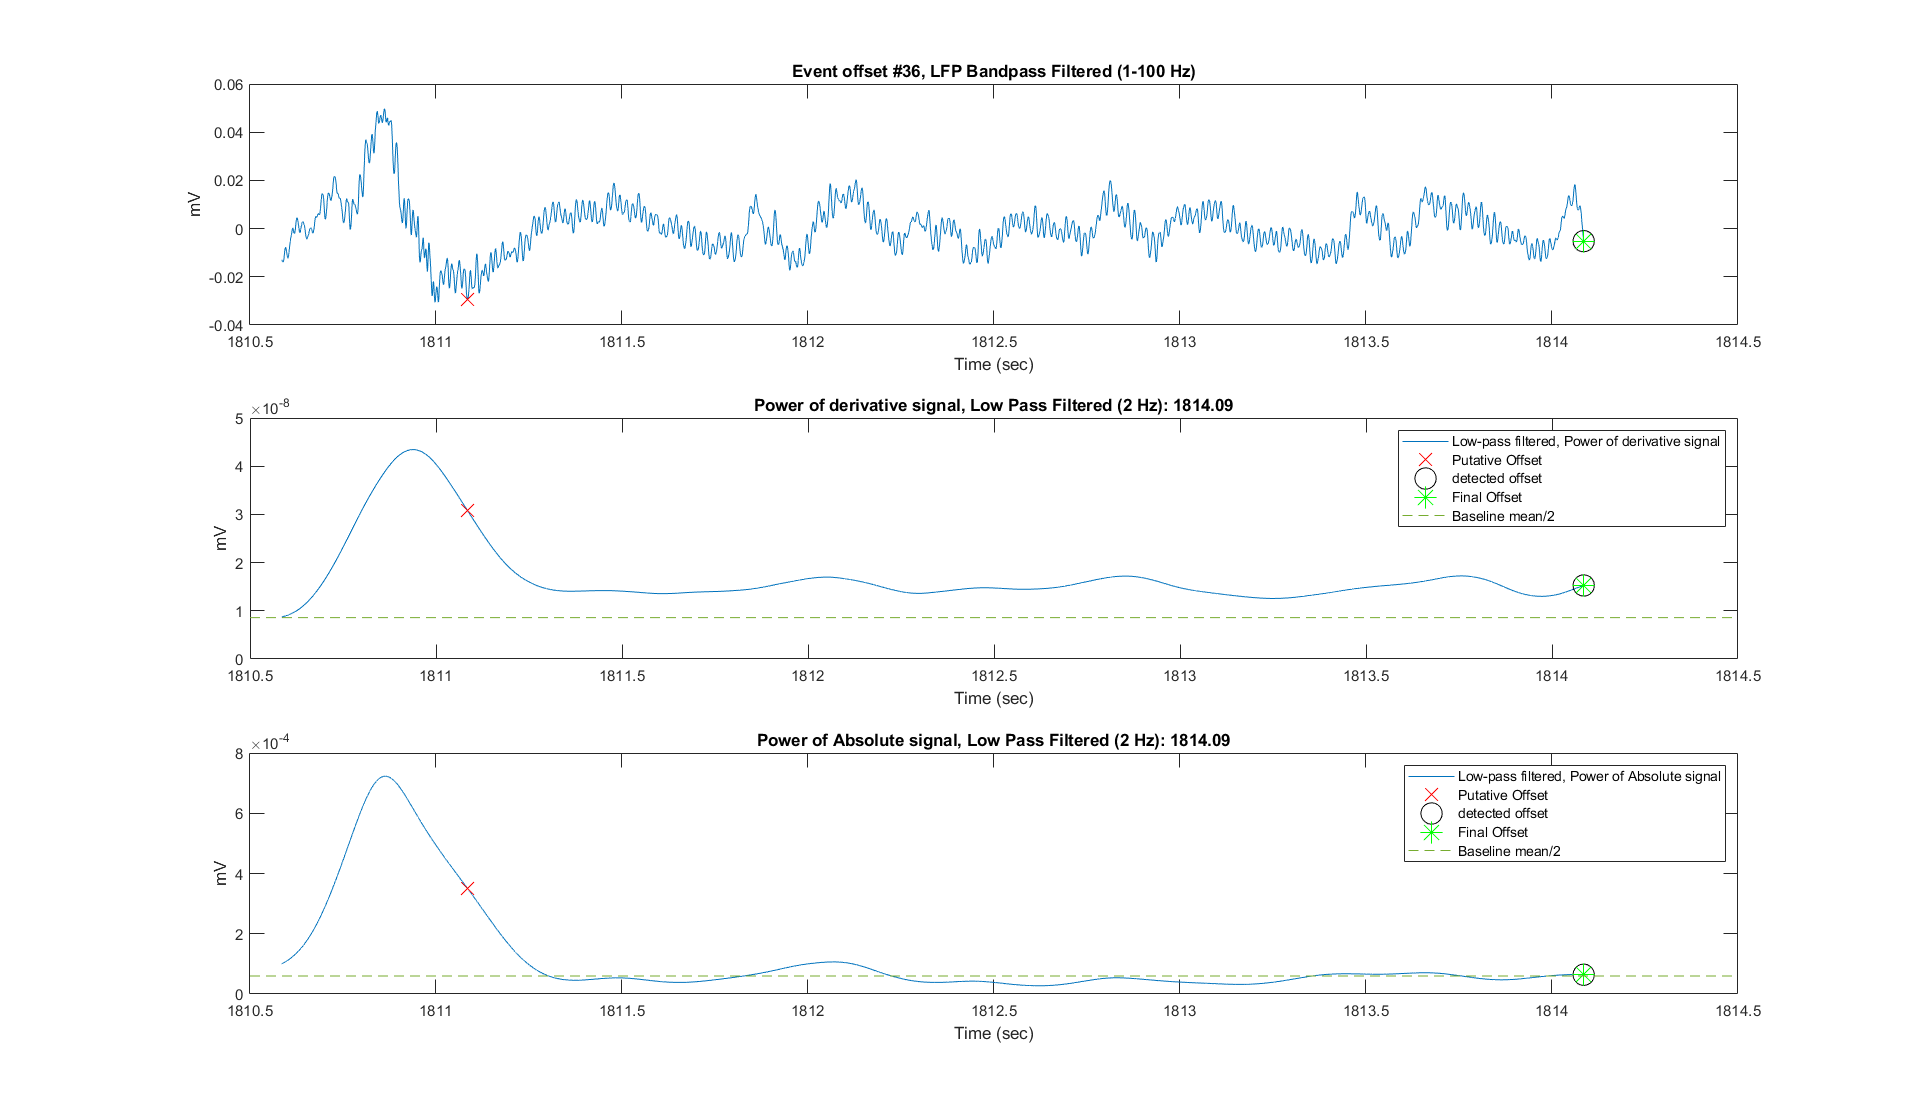 Event offset #36, LFP Bandpass Filtered (1-100 Hz)
0.06
0.04
0.02
0
-0.02
-0.04
mV
1810.5 1811 1811.5 1812 1812.5 1813 1813.5 1814 1814.5
Time (sec)
Power of derivative signal, Low Pass Filtered (2 Hz): 1814.09
×10-8
5
4
3
2
1
0
mV
Low-pass filtered, Power of derivative signal
Putative Offset
detected offset
Final Offset
Baseline mean/2
1810.5 1811 1811.5 1812 1812.5 1813 1813.5 1814 1814.5
Time (sec)
Power of Absolute signal, Low Pass Filtered (2 Hz): 1814.09
×10-4
8
6
4
2
0
mV
Low-pass filtered, Power of Absolute signal
Putative Offset
detected offset
Final Offset
Baseline mean/2
1810.5 1811 1811.5 1812 1812.5 1813 1813.5 1814 1814.5
Time (sec)